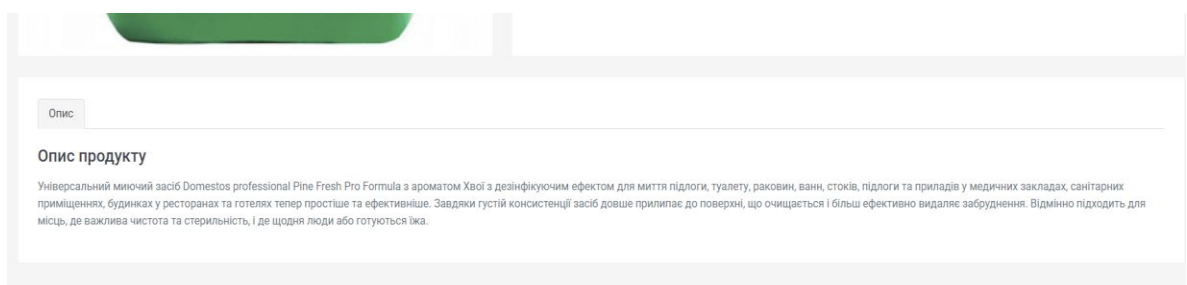 Опис
Опис продукту
Універсальний миючий засіб Domestos professional Pine Fresh Pro Formula з ароматом Хвої з дезінфікуючим ефектом для миття підлоги, туалету, раковин, ванн, стоків, підлоги та приладів у медичних закладах, санітарних
приміщеннях, будинках у ресторанах та готелях тепер простіше та ефективніше. Завдяки густій консистенції засіб довше прилипає до поверхні, що очищається і більш ефективно видаляє забруднення. Відмінно підходить для
місць, де важлива чистота та стерильність, і де щодня люди або готуються їжа.